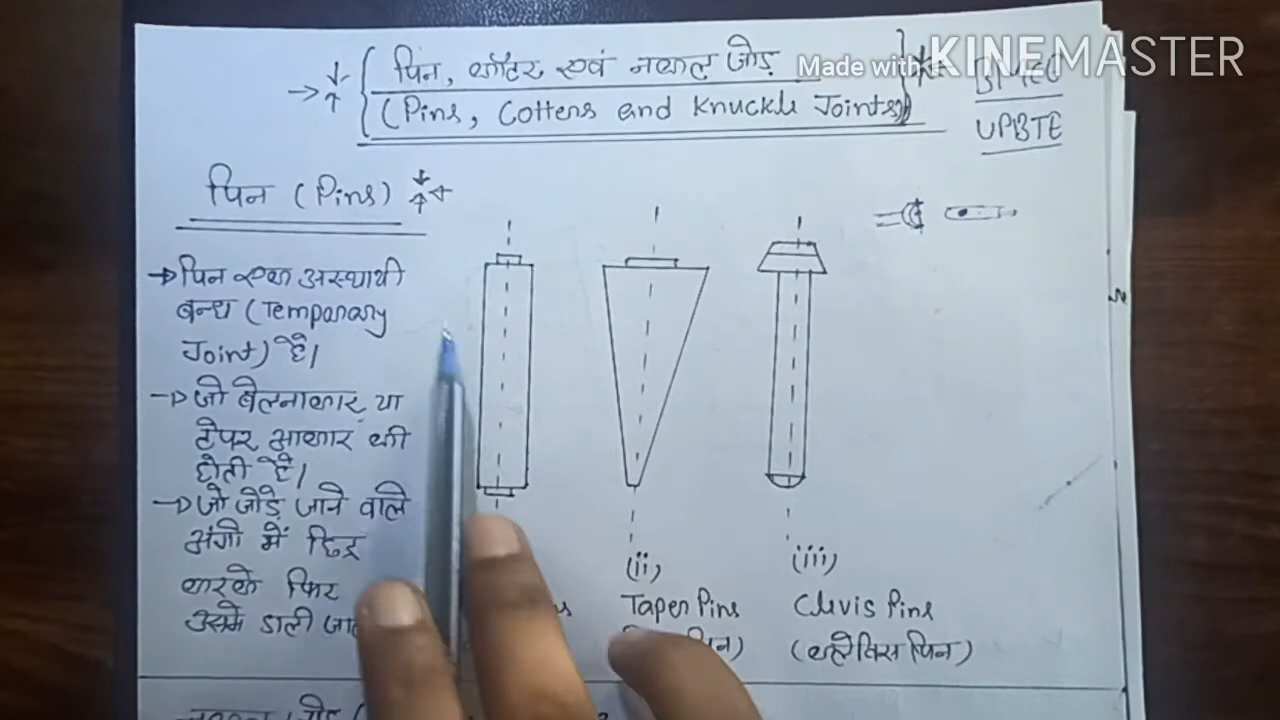 पिन, कॉटर एवं नकल जोड़
(Pins, Cottens and Knuckle Joints)
Made with KINEMASTER
UPBTE
पिन (Pins)
→ पिन एक अस्थायी
बन्ध (Temporary
Joint) है।
→ जो बेलनाकार या
टेपर आकार की
होती है।
→ जो जोड़े जाने वाले
अंगो में छिद्र
करके फिर
उसमे डाली
(ii)
Taper Pins
(iii)
Clevis Pins
(क्लेविस पिन)